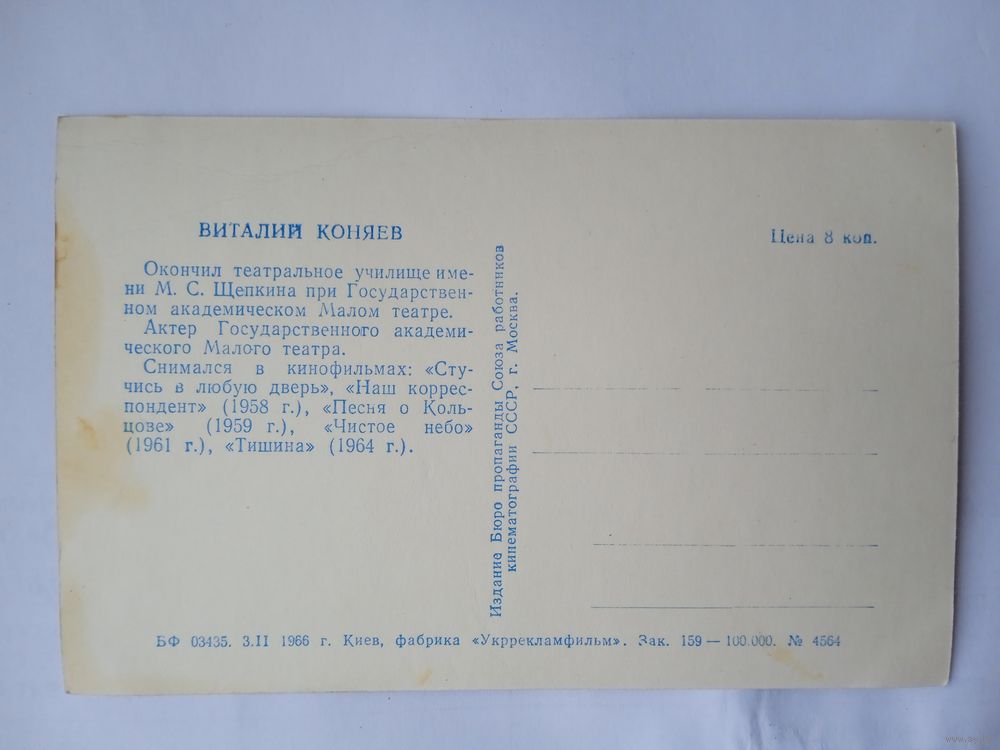 ВИТАЛИЙ КОНЯЕВ
Окончил театральное училище име-
ни М. С. Щепкина при Государствен-
ном академическом Малом театре.
Актер Государственного академи-
ческого Малого театра.
Снимался в кинофильмах: «Сту-
чись в любую дверь», «Наш коррес-
пондент» (1958 г.), «Песня о Коль-
цове» (1959 г.), «Чистое небо»
(1961 г.), «Тишина» (1964 г.).
Издание Бюро пропаганды Союза работников
кинематографии СССР, г. Москва.
Цена 8 коп.
БФ 03435. 3.II 1966 г. Киев, фабрика «Укррекламфильм». Зак. 159 — 100.000. № 4564